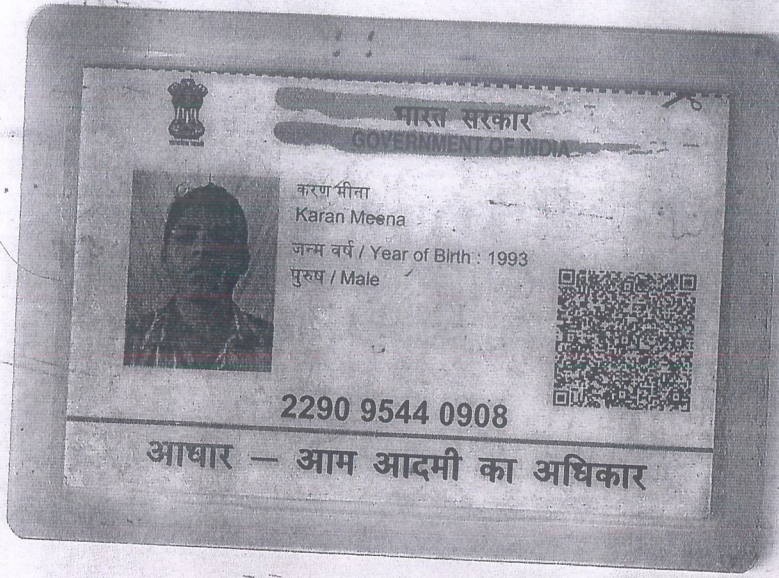 भारत सरकार
GOVERNMENT OF INDIA
करण मीना
Karan Meena
जन्म वर्ष / Year of Birth : 1993
पुरुष / Male
2290 9544 0908
आधार — आम आदमी का अधिकार